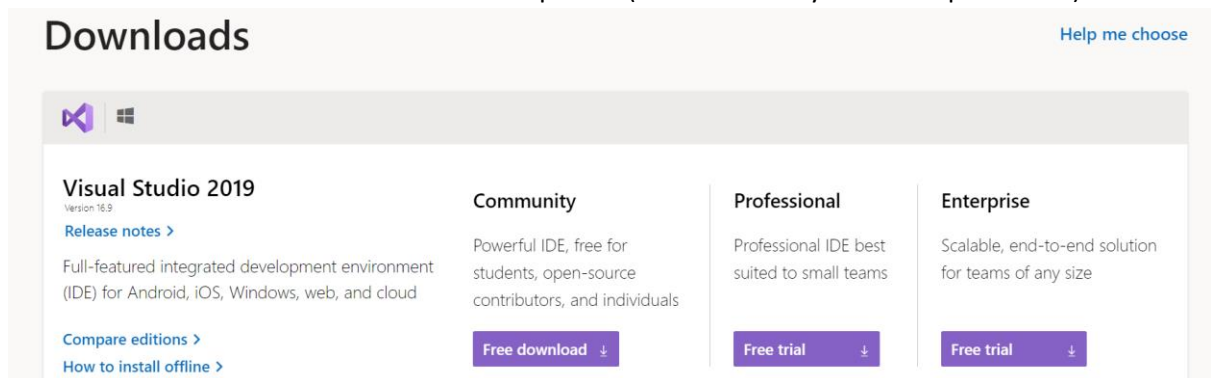 Downloads
Help me choose
Visual Studio 2019
Version 16.9
Release notes >
Full-featured integrated development environment
(IDE) for Android, iOS, Windows, web, and cloud
Compare editions >
How to install offline >
Community
Powerful IDE, free for
students, open-source
contributors, and individuals
Free download
Professional
Professional IDE best
suited to small teams
Free trial
Enterprise
Scalable, end-to-end solution
for teams of any size
Free trial